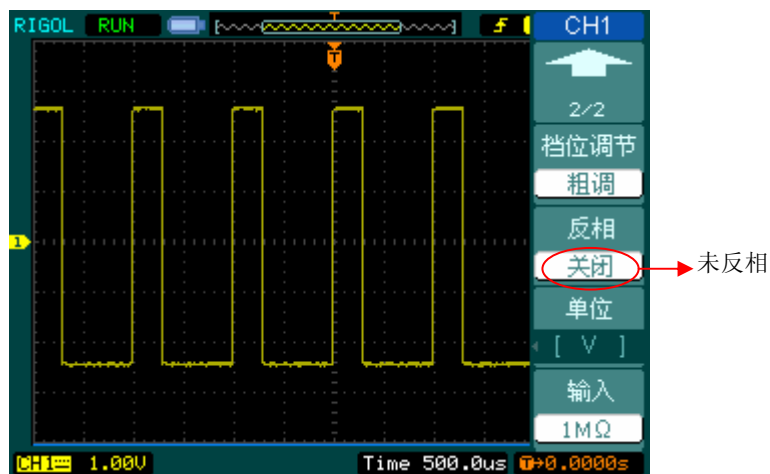 RIGOL RUN CH1
T
2/2
档位调节
粗调
反相
关闭
未反相
单位
[ V ]
输入
1MΩ
1
CH1 1.00V Time 500.0us T→0.0000s